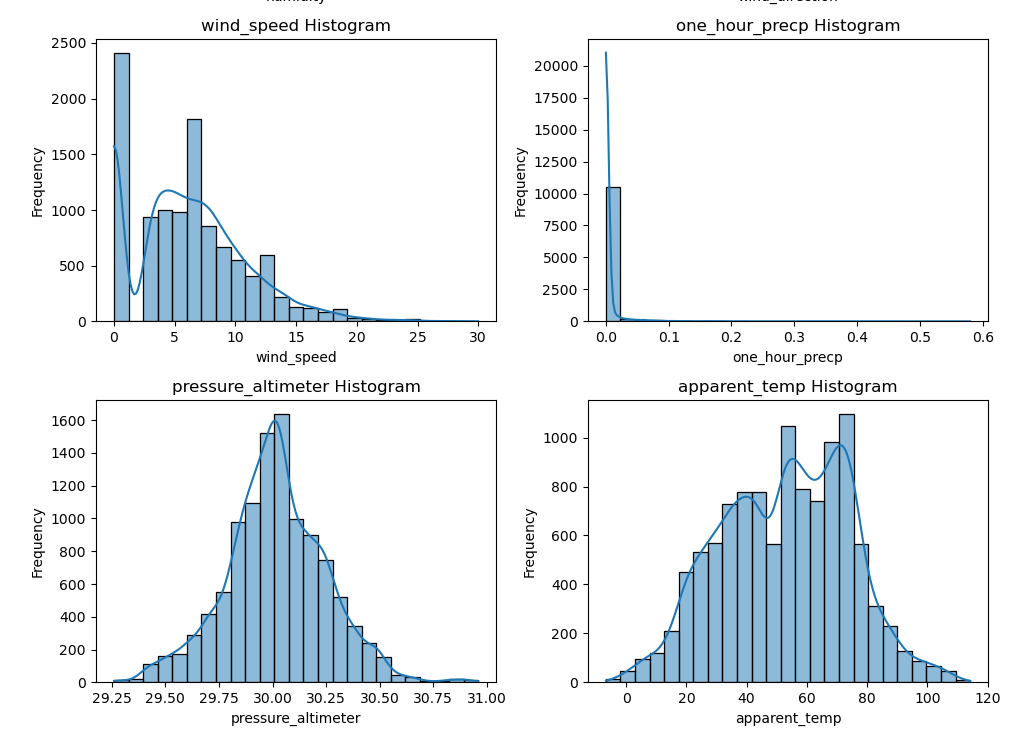 humidity
wind_direction
wind_speed Histogram
2500
2000
1500
1000
500
0
Frequency
0 5 10 15 20 25 30
wind_speed
one_hour_precp Histogram
20000
17500
15000
12500
10000
7500
5000
2500
0
Frequency
0.0 0.1 0.2 0.3 0.4 0.5 0.6
one_hour_precp
pressure_altimeter Histogram
1600
1400
1200
1000
800
600
400
200
0
Frequency
29.25 29.50 29.75 30.00 30.25 30.50 30.75 31.00
pressure_altimeter
apparent_temp Histogram
1000
800
600
400
200
0
Frequency
0 20 40 60 80 100 120
apparent_temp